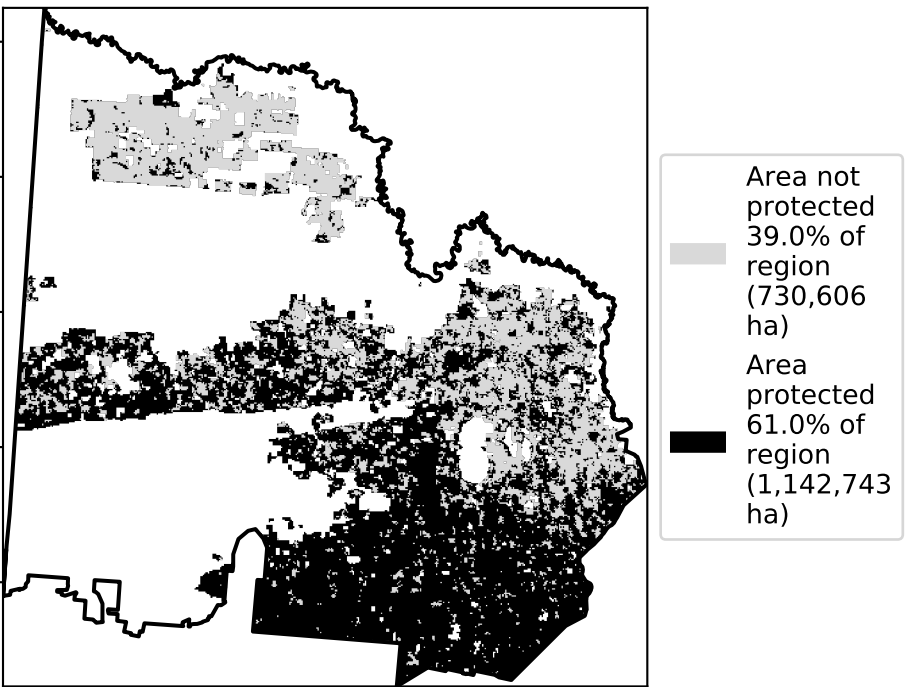 Area not
protected
39.0% of
region
(730,606
ha)
Area
protected
61.0% of
region
(1,142,743
ha)